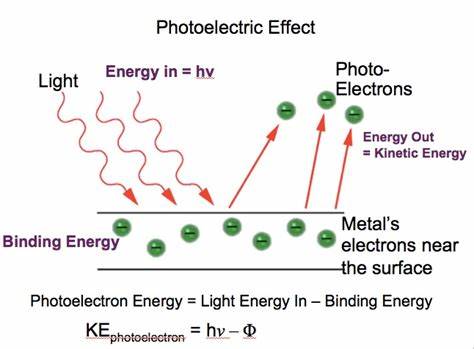 Photoelectric Effect
Light
Energy in = hv
Photo-
Electrons
Energy Out
= Kinetic Energy
Binding Energy
Metal's
electrons near
the surface
Photoelectron Energy = Light Energy In – Binding Energy
KEphotoelectron = hν – Φ